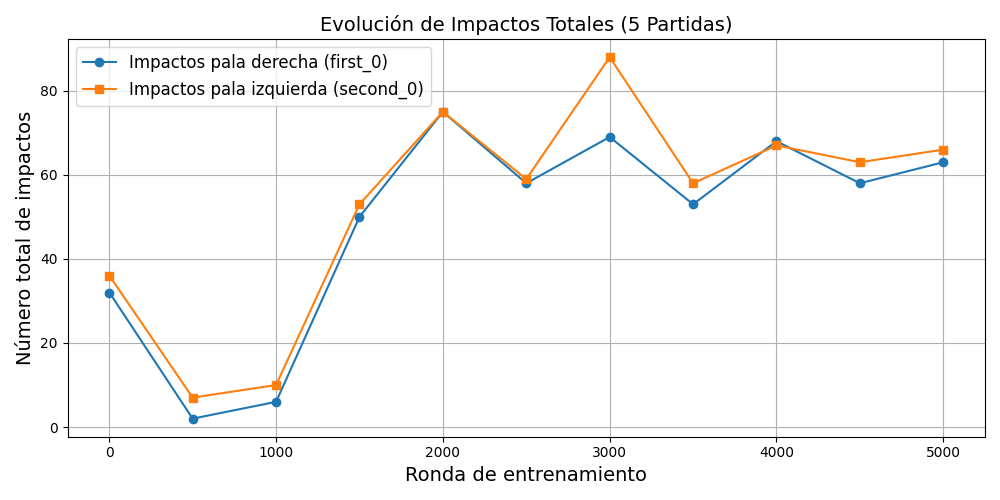 Evolución de Impactos Totales (5 Partidas)
Impactos pala derecha (first_0)
Impactos pala izquierda (second_0)
Número total de impactos
80
60
40
20
0
0 1000 2000 3000 4000 5000
Ronda de entrenamiento